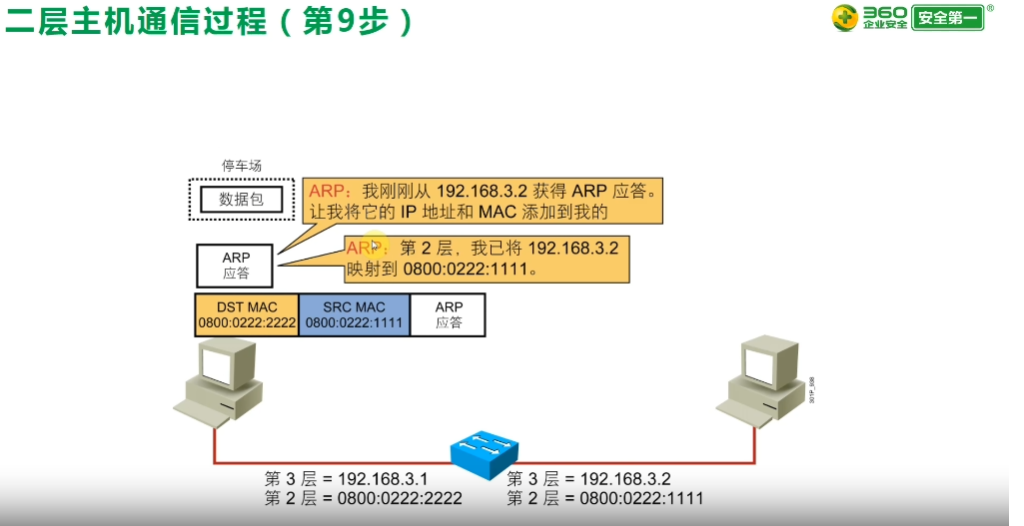 二层主机通信过程（第9步）
360
企业安全
安全第一
®
停车场
数据包
ARP：我刚刚从 192.168.3.2 获得 ARP 应答。
让我将它的 IP 地址和 MAC 添加到我的
ARP
应答
ARP：第 2 层，我已将 192.168.3.2
映射到 0800:0222:1111。
DST MAC
0800:0222:2222
SRC MAC
0800:0222:1111
ARP
应答
第 3 层 = 192.168.3.1
第 2 层 = 0800:0222:2222
第 3 层 = 192.168.3.2
第 2 层 = 0800:0222:1111